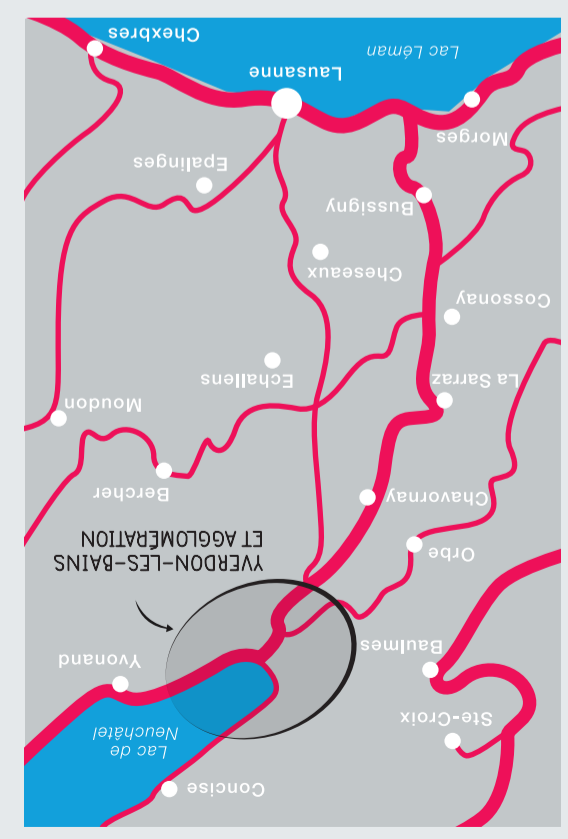 Concise
Lac de
Neuchâtel
Ste-Croix
Yvonand
Baulmes
YVERDON-LES-BAINS
ET AGGLOMÉRATION
Orbe
Chavornay
Bercher
Moudon
La Sarraz
Echallens
Cossonay
Cheseaux
Bussigny
Epalinges
Morges
Lausanne
Lac Léman
Chexbres